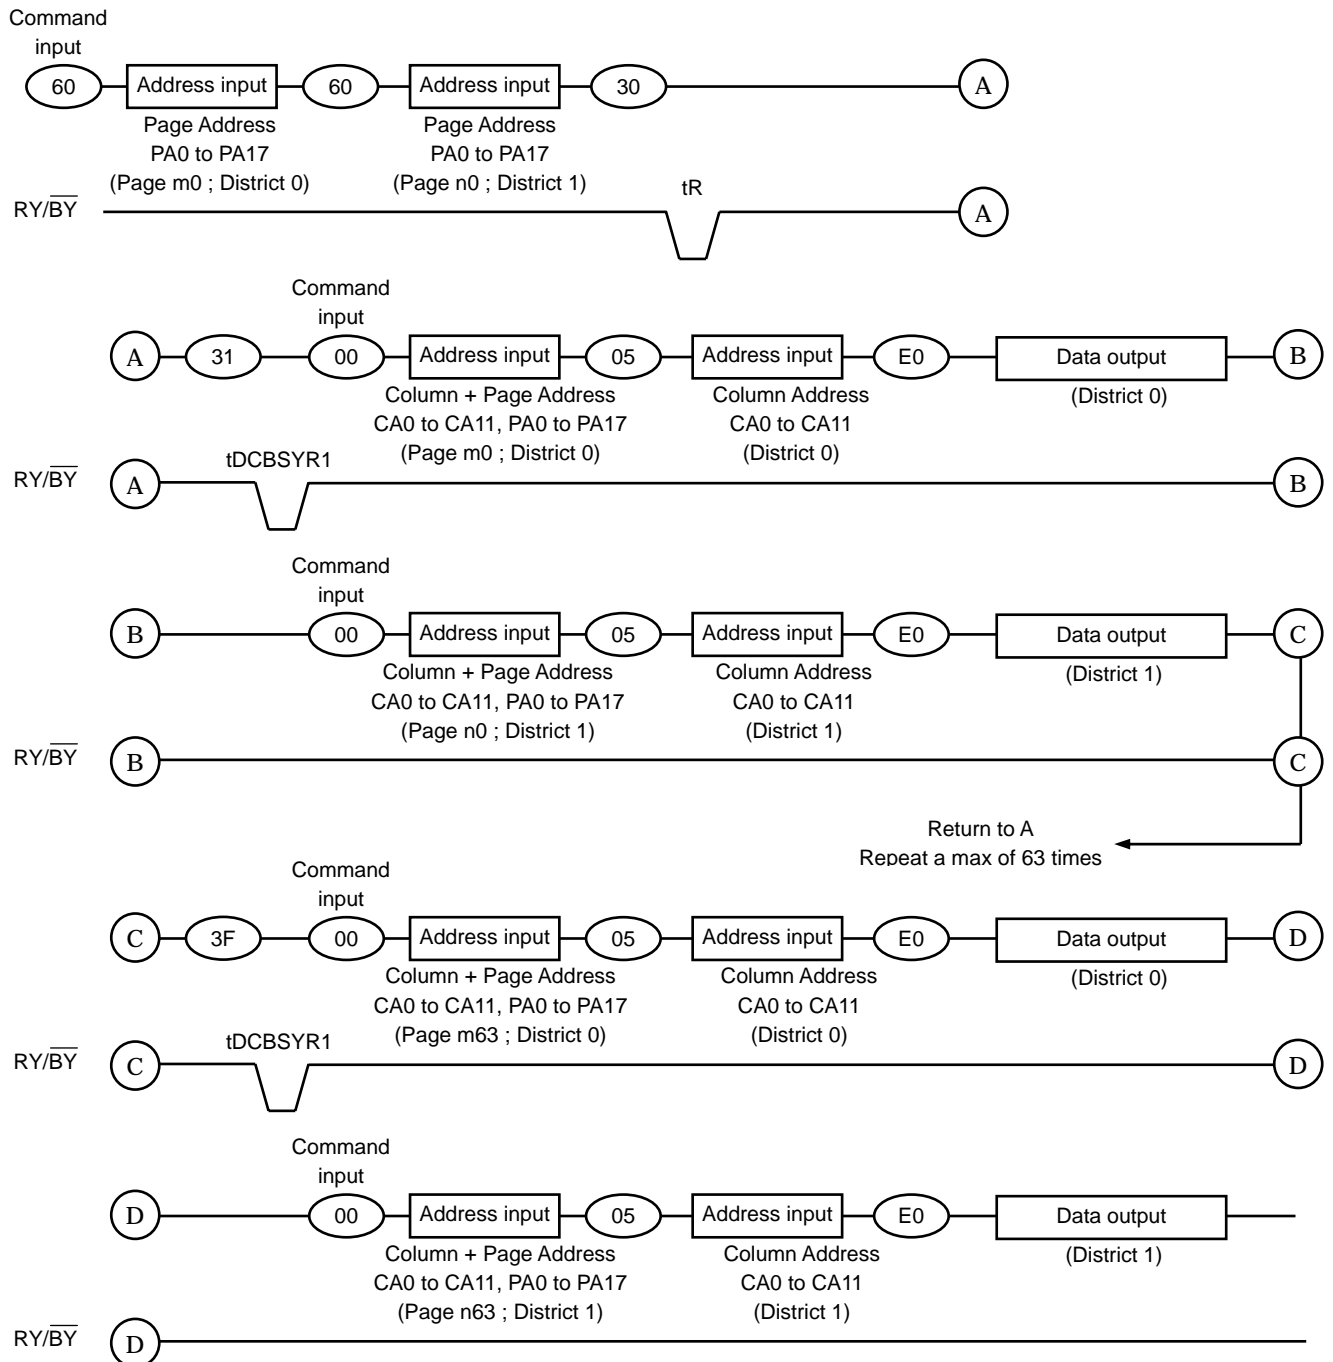 Command
input
60 Address input 60 Address input 30 A
Page Address Page Address
PA0 to PA17 PA0 to PA17
(Page m0 ; District 0) (Page n0 ; District 1)
tR
RY/BY A
Command
input
A 31 00 Address input 05 Address input E0 Data output B
Column + Page Address Column Address (District 0)
CA0 to CA11, PA0 to PA17 CA0 to CA11
(Page m0 ; District 0) (District 0)
tDCBSYR1
RY/BY A B
Command
input
B 00 Address input 05 Address input E0 Data output C
Column + Page Address Column Address (District 1)
CA0 to CA11, PA0 to PA17 CA0 to CA11
(Page n0 ; District 1) (District 1)
RY/BY B C
Return to A
Repeat a max of 63 times
Command
input
C 3F 00 Address input 05 Address input E0 Data output D
Column + Page Address Column Address (District 0)
CA0 to CA11, PA0 to PA17 CA0 to CA11
(Page m63 ; District 0) (District 0)
tDCBSYR1
RY/BY C D
Command
input
D 00 Address input 05 Address input E0 Data output
Column + Page Address Column Address (District 1)
CA0 to CA11, PA0 to PA17 CA0 to CA11
(Page n63 ; District 1) (District 1)
RY/BY D